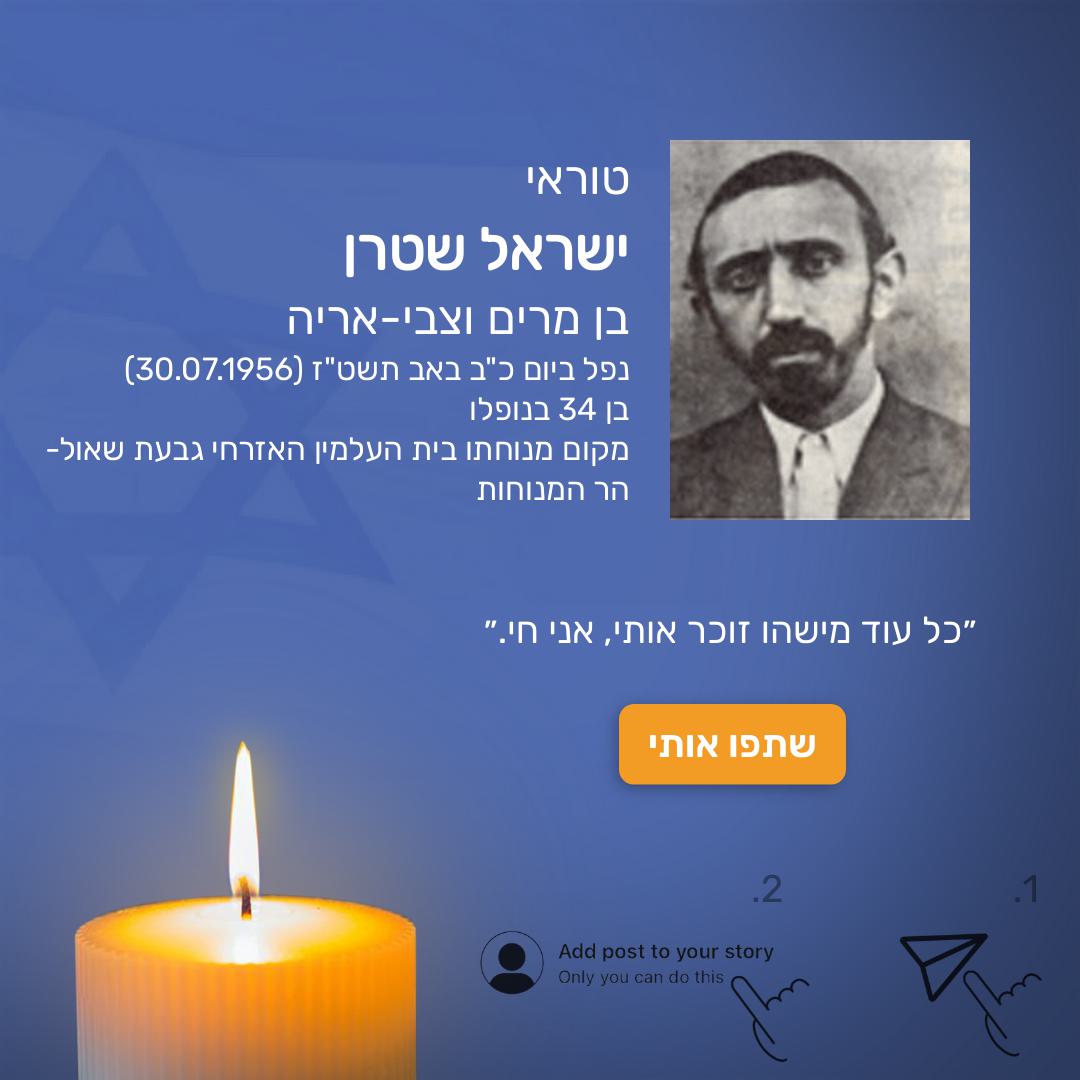 טוראי
ישראל שטרן
בן מרים וצבי-אריה
נפל ביום כ"ב באב תשט"ז (30.07.1956)
בן 34 בנופלו
מקום מנוחתו בית העלמין האזרחי גבעת שאול-
הר המנוחות
״כל עוד מישהו זוכר אותי, אני חי.״
שתפו אותי
1.
2.
Add post to your story
Only you can do this